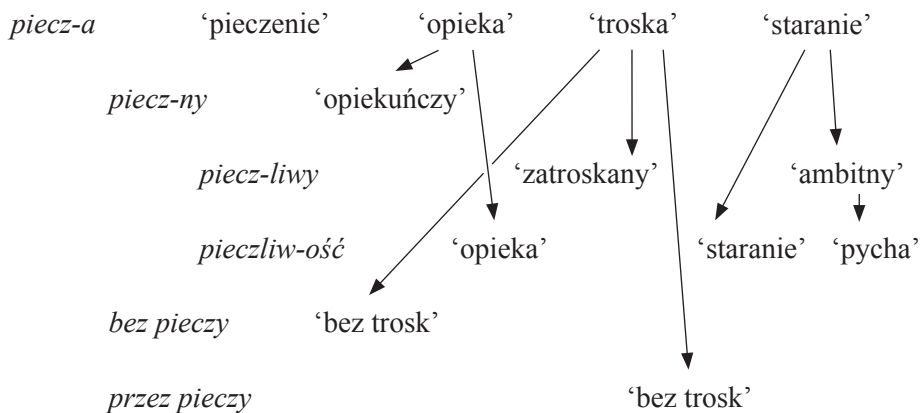 piecz-a ‘pieczenie’ ‘opieka’ ‘troska’ ‘staranie’
piecz-ny ‘opiekuńczy’
piecz-liwy ‘zatroskany’ ‘ambitny’
pieczliw-ość ‘opieka’ ‘staranie’ ‘pycha’
bez pieczy ‘bez trosk’
przez pieczy ‘bez trosk’